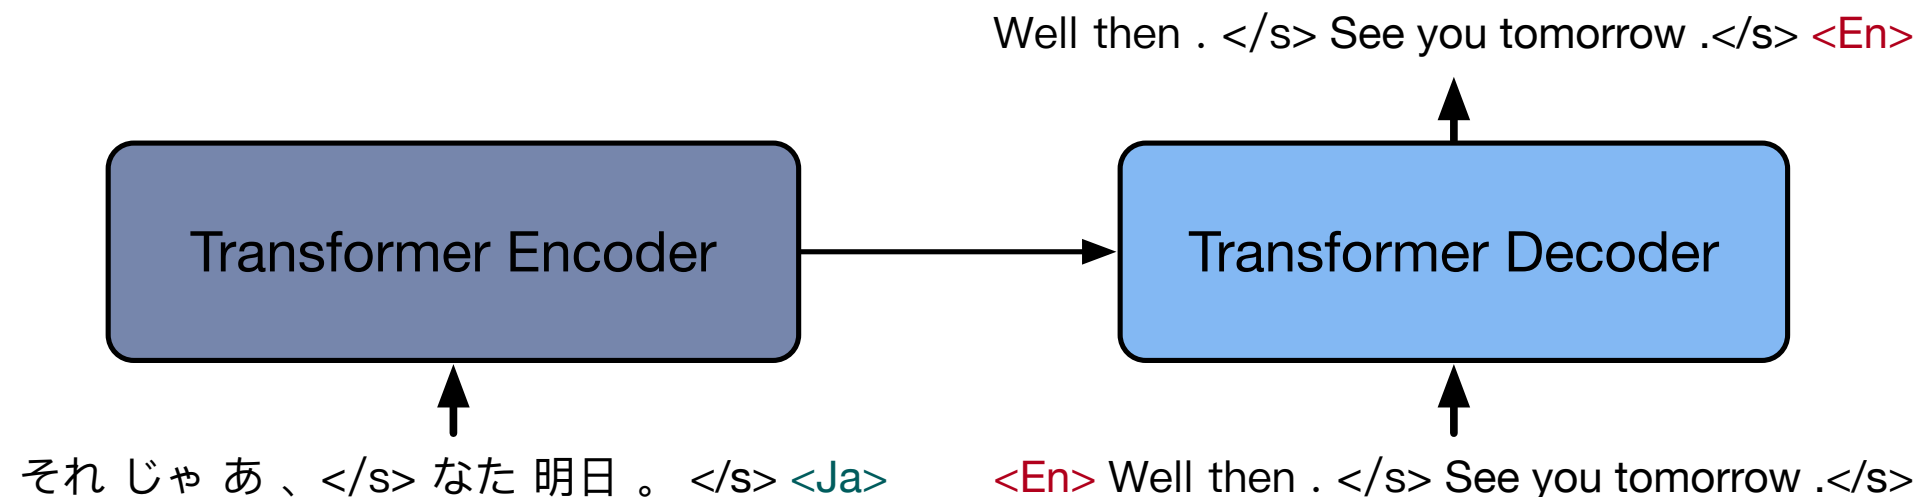 Well then . </s> See you tomorrow .</s> <En>
Transformer Encoder
Transformer Decoder
それ じゃ あ 、</s> なた 明日 。 </s> <Ja>
<En> Well then . </s> See you tomorrow .</s>